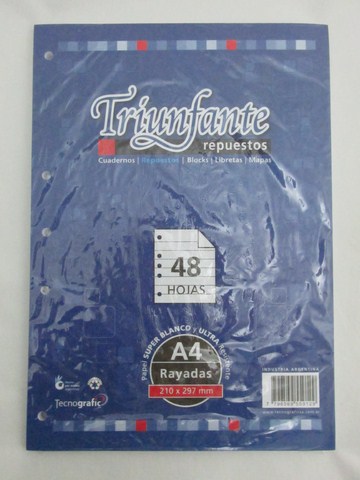 Triunfante
repuestos
Cuadernos | Repuestos | Blocks y Libretas | Mapas
48
HOJAS
Papel SUPER BLANCO y ULTRA Resistente
A4
Rayadas
210 x 297 mm
INDUSTRIA ARGENTINA
Tecnografic